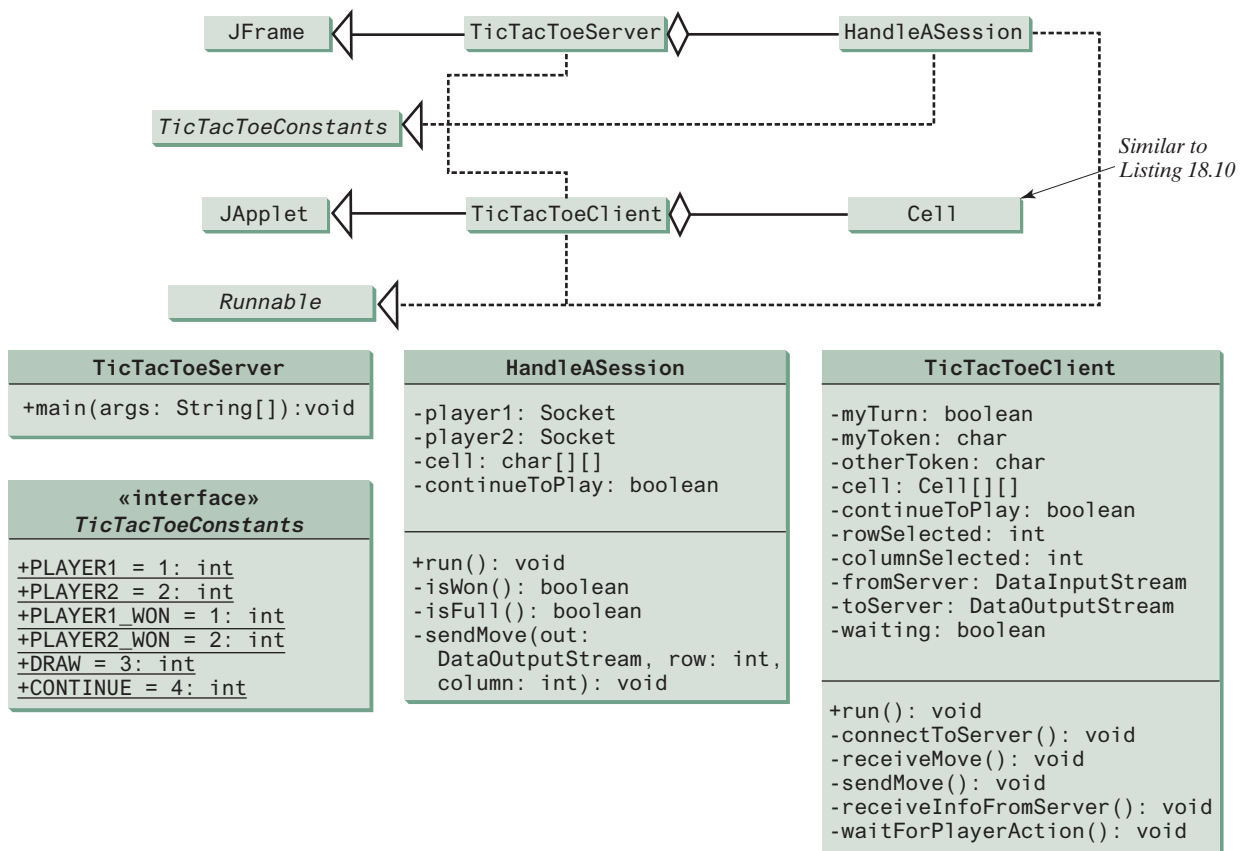 JFrame
TicTacToeServer
HandleASession
TicTacToeConstants
Similar to
Listing 18.10
JApplet
TicTacToeClient
Cell
Runnable
TicTacToeServer
+main(args: String[]):void
«interface»
TicTacToeConstants
+PLAYER1 = 1: int
+PLAYER2 = 2: int
+PLAYER1_WON = 1: int
+PLAYER2_WON = 2: int
+DRAW = 3: int
+CONTINUE = 4: int
HandleASession
-player1: Socket
-player2: Socket
-cell: char[][]
-continueToPlay: boolean
+run(): void
-isWon(): boolean
-isFull(): boolean
-sendMove(out:
DataOutputStream, row: int,
column: int): void
TicTacToeClient
-myTurn: boolean
-myToken: char
-otherToken: char
-cell: Cell[][]
-continueToPlay: boolean
-rowSelected: int
-columnSelected: int
-fromServer: DataInputStream
-toServer: DataOutputStream
-waiting: boolean
+run(): void
-connectToServer(): void
-receiveMove(): void
-sendMove(): void
-receiveInfoFromServer(): void
-waitForPlayerAction(): void